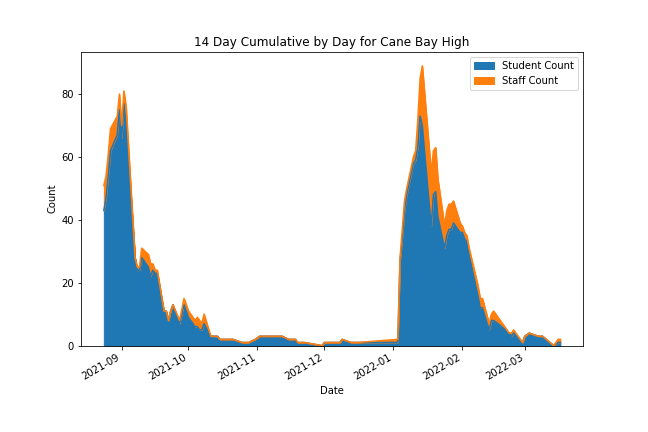 14 Day Cumulative by Day for Cane Bay High
Student Count
Staff Count
80
60
40
20
0
Count
2021-09
2021-10
2021-11
2021-12
2022-01
2022-02
2022-03
Date